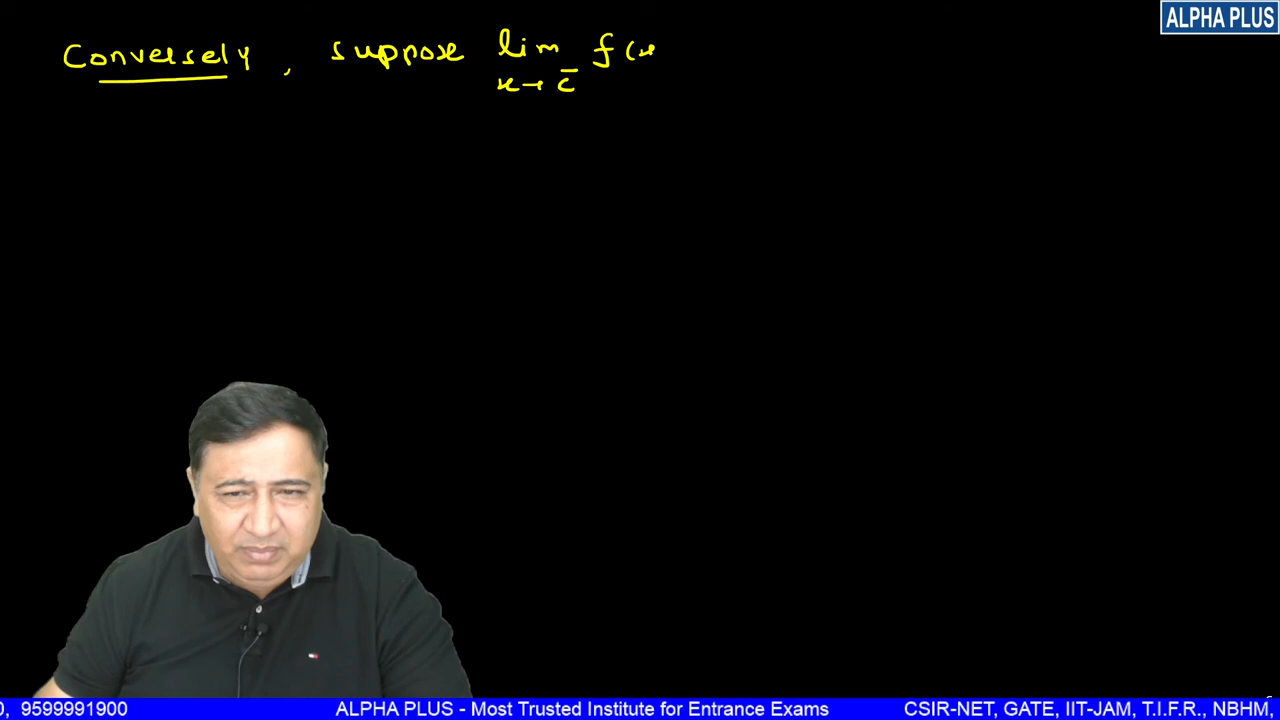 ALPHA PLUS
Conversely, suppose lim f(x
x→c̄
0, 9599991900 ALPHA PLUS - Most Trusted Institute for Entrance Exams CSIR-NET, GATE, IIT-JAM, T.I.F.R., NBHM,